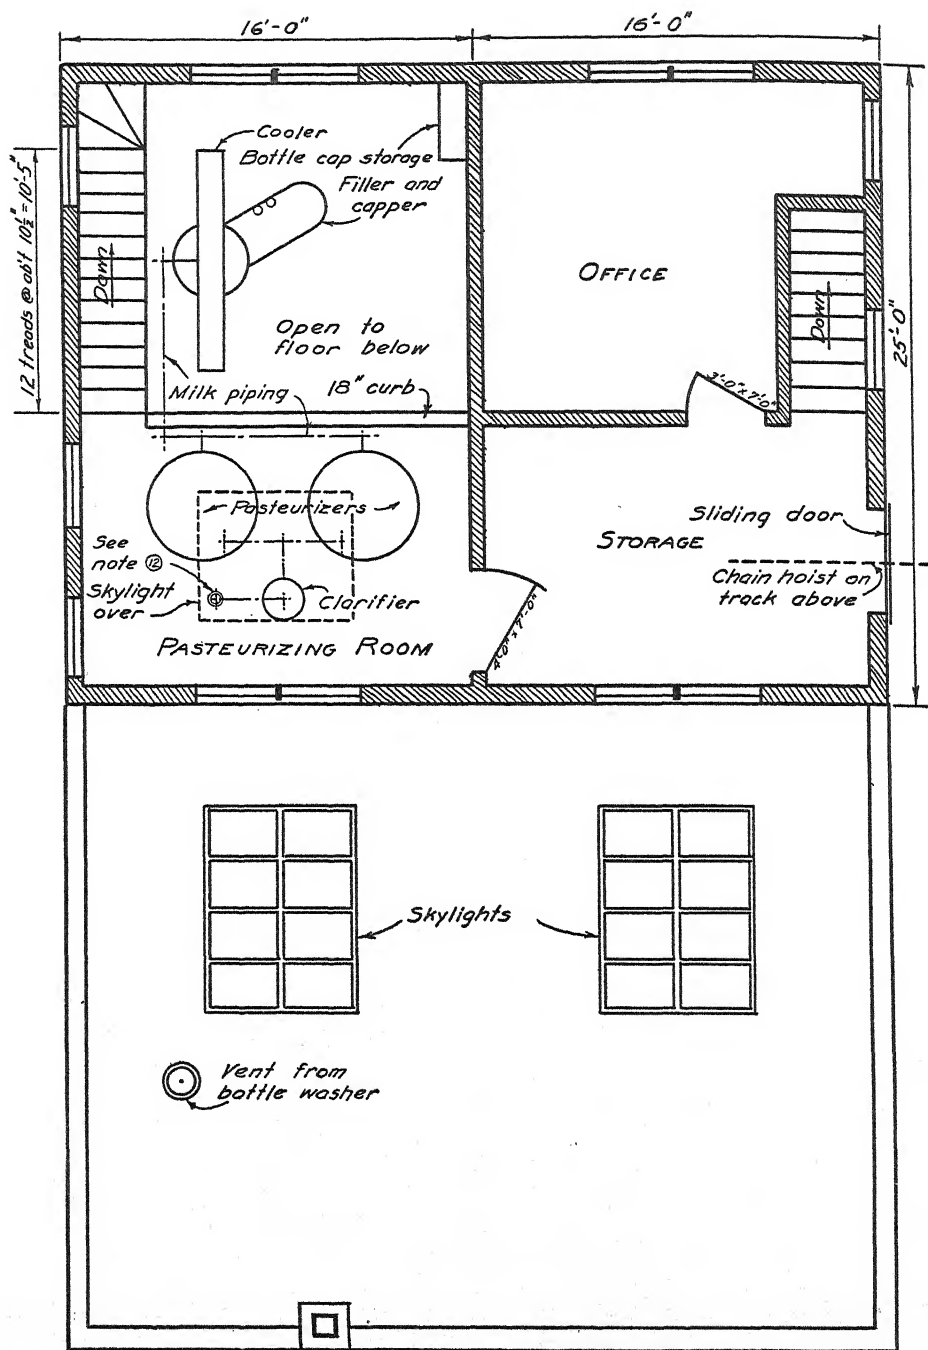 16'-0"
16'-0"
Cooler
Bottle cap storage
Filler and
capper
12 treads @ ab't 10½" = 10'-5"
Down
OFFICE
Down
25'-0"
Open to
floor below
3'-0" x 7'-0"
Milk piping
18" curb
Pasteurizers
Sliding door
See
note ⑫
STORAGE
Skylight
over
Clarifier
Chain hoist on
track above
4'-0" x 7'-0"
PASTEURIZING ROOM
Skylights
Vent from
bottle washer